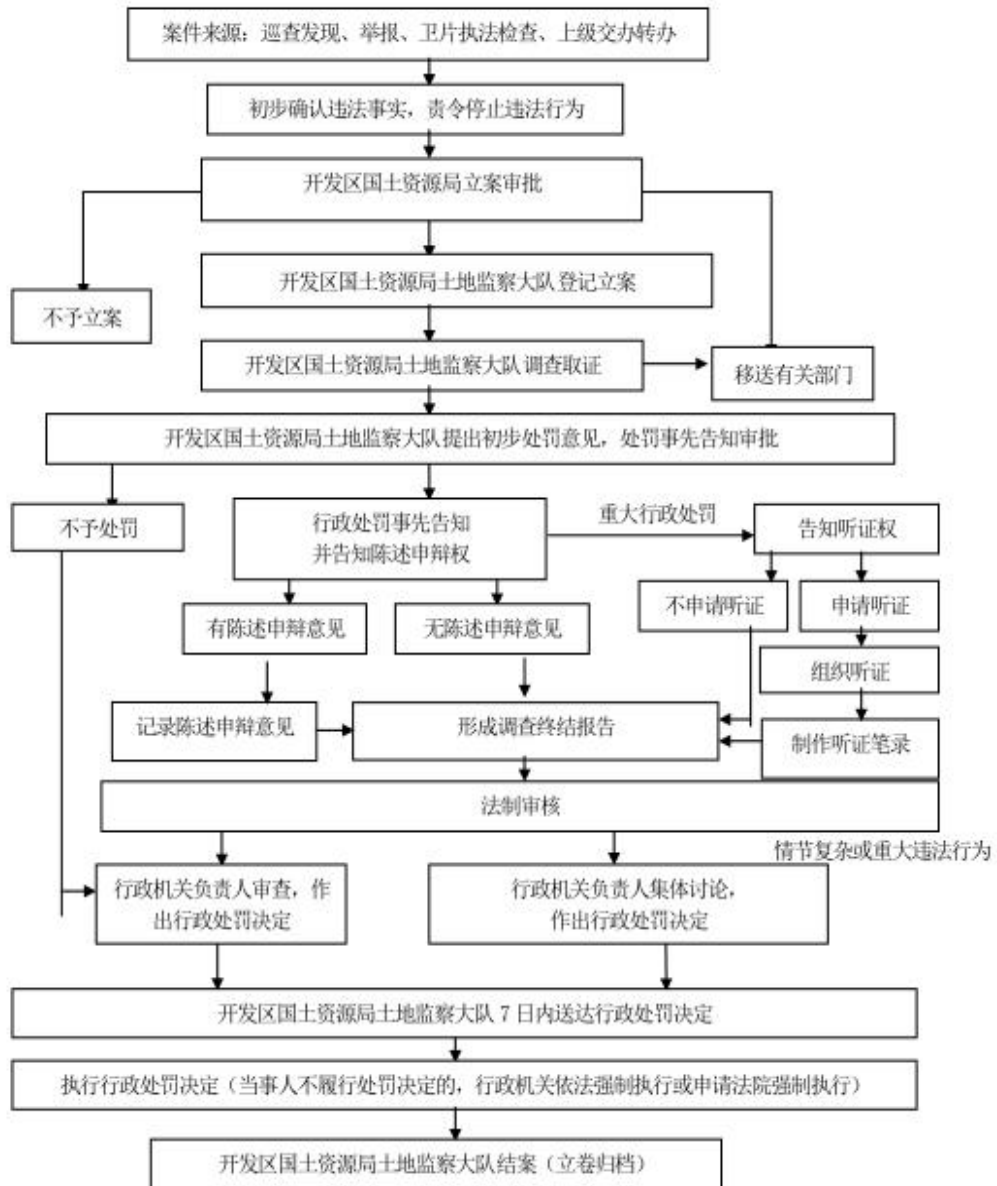 案件来源：巡查发现、举报、卫片执法检查、上级交办转办
初步确认违法事实，责令停止违法行为
开发区国土资源局立案审批
开发区国土资源局土地监察大队登记立案
不予立案
开发区国土资源局土地监察大队调查取证
移送有关部门
开发区国土资源局土地监察大队提出初步处罚意见，处罚事先告知审批
不予处罚
行政处罚事先告知
并告知陈述申辩权
重大行政处罚
告知听证权
有陈述申辩意见
无陈述申辩意见
不申请听证
申请听证
组织听证
记录陈述申辩意见
形成调查终结报告
制作听证笔录
法制审核
情节复杂或重大违法行为
行政机关负责人审查，作
出行政处罚决定
行政机关负责人集体讨论，
作出行政处罚决定
开发区国土资源局土地监察大队 7 日内送达行政处罚决定
执行行政处罚决定（当事人不履行处罚决定的，行政机关依法强制执行或申请法院强制执行）
开发区国土资源局土地监察大队结案（立卷归档）